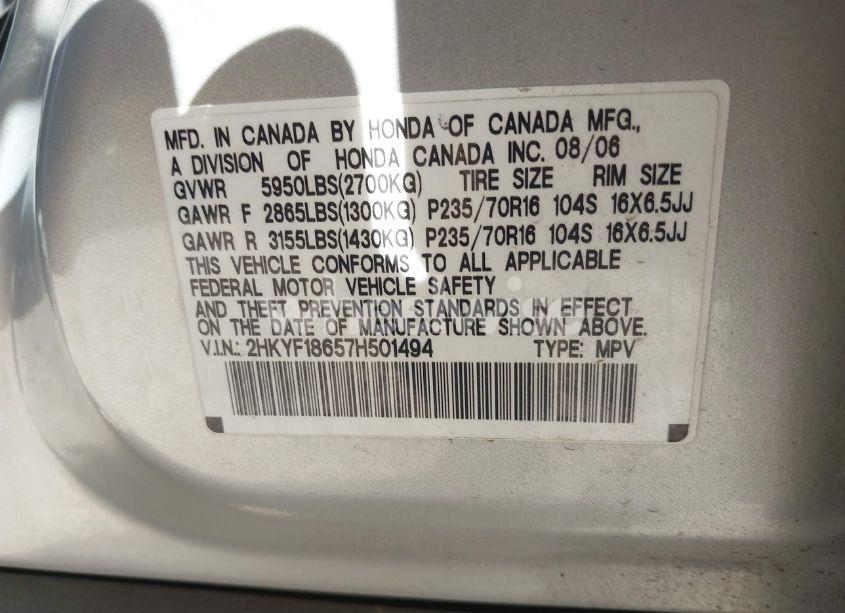 MFD. IN CANADA BY HONDA OF CANADA MFG.,
A DIVISION OF HONDA CANADA INC. 08/06
GVWR 5950LBS(2700KG) TIRE SIZE RIM SIZE
GAWR F 2865LBS(1300KG) P235/70R16 104S 16X6.5JJ
GAWR R 3155LBS(1430KG) P235/70R16 104S 16X6.5JJ
THIS VEHICLE CONFORMS TO ALL APPLICABLE
FEDERAL MOTOR VEHICLE SAFETY
AND THEFT PREVENTION STANDARDS IN EFFECT
ON THE DATE OF MANUFACTURE SHOWN ABOVE.
V.I.N.: 2HKYF18657H501494 TYPE: MPV